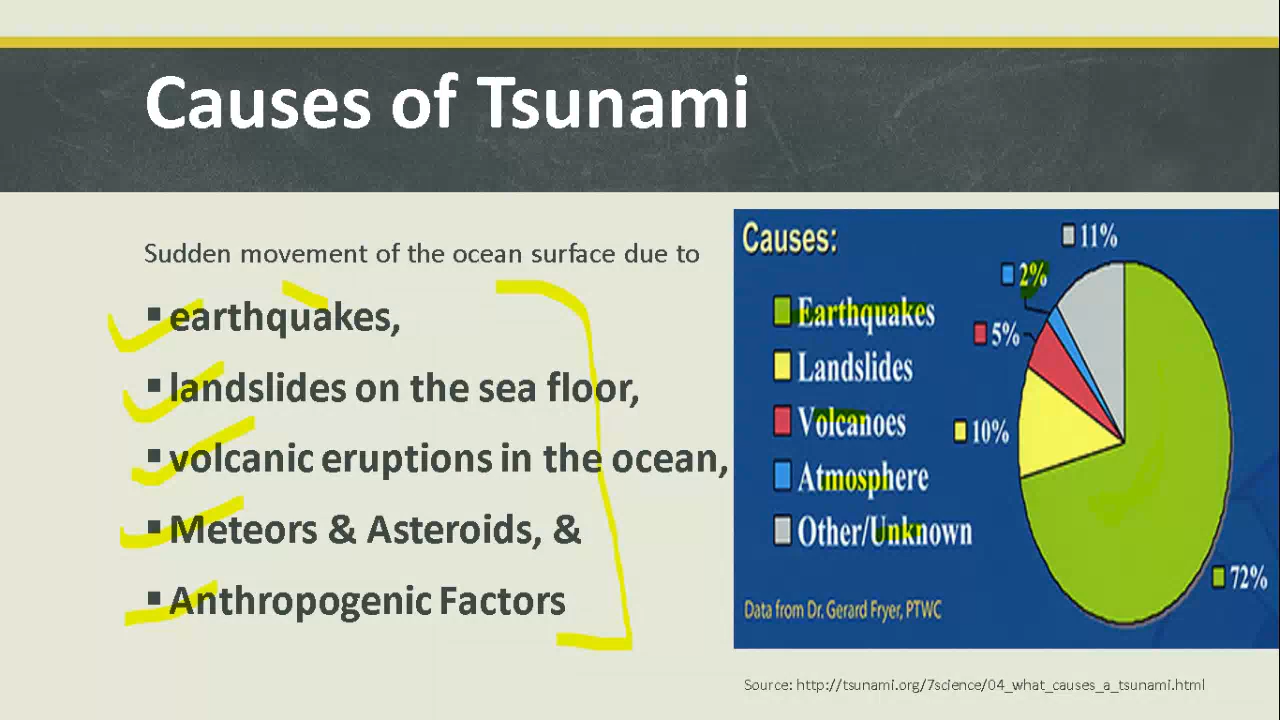 Causes of Tsunami
Sudden movement of the ocean surface due to
▪ earthquakes,
▪ landslides on the sea floor,
▪ volcanic eruptions in the ocean,
▪ Meteors & Asteroids, &
▪ Anthropogenic Factors
Causes:
Earthquakes
Landslides
Volcanoes
Atmosphere
Other/Unknown
11%
2%
5%
10%
72%
Data from Dr. Gerard Fryer, PTWC
Source: http://tsunami.org/7science/04_what_causes_a_tsunami.html